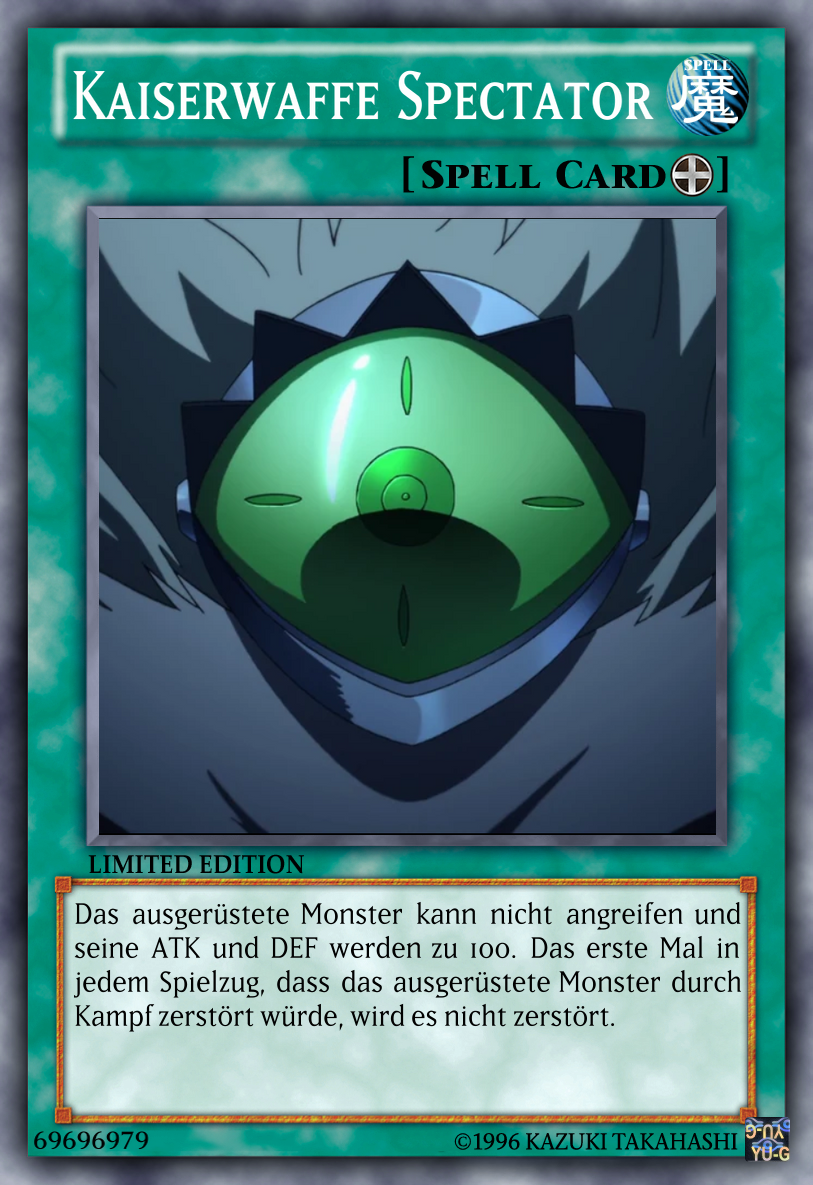 KAISERWAFFE SPECTATOR
SPELL
魔
[SPELL CARD]
LIMITED EDITION
Das ausgerüstete Monster kann nicht angreifen und
seine ATK und DEF werden zu 100. Das erste Mal in
jedem Spielzug, dass das ausgerüstete Monster durch
Kampf zerstört würde, wird es nicht zerstört.
69696979
©1996 KAZUKI TAKAHASHI
YU-G
YU-G